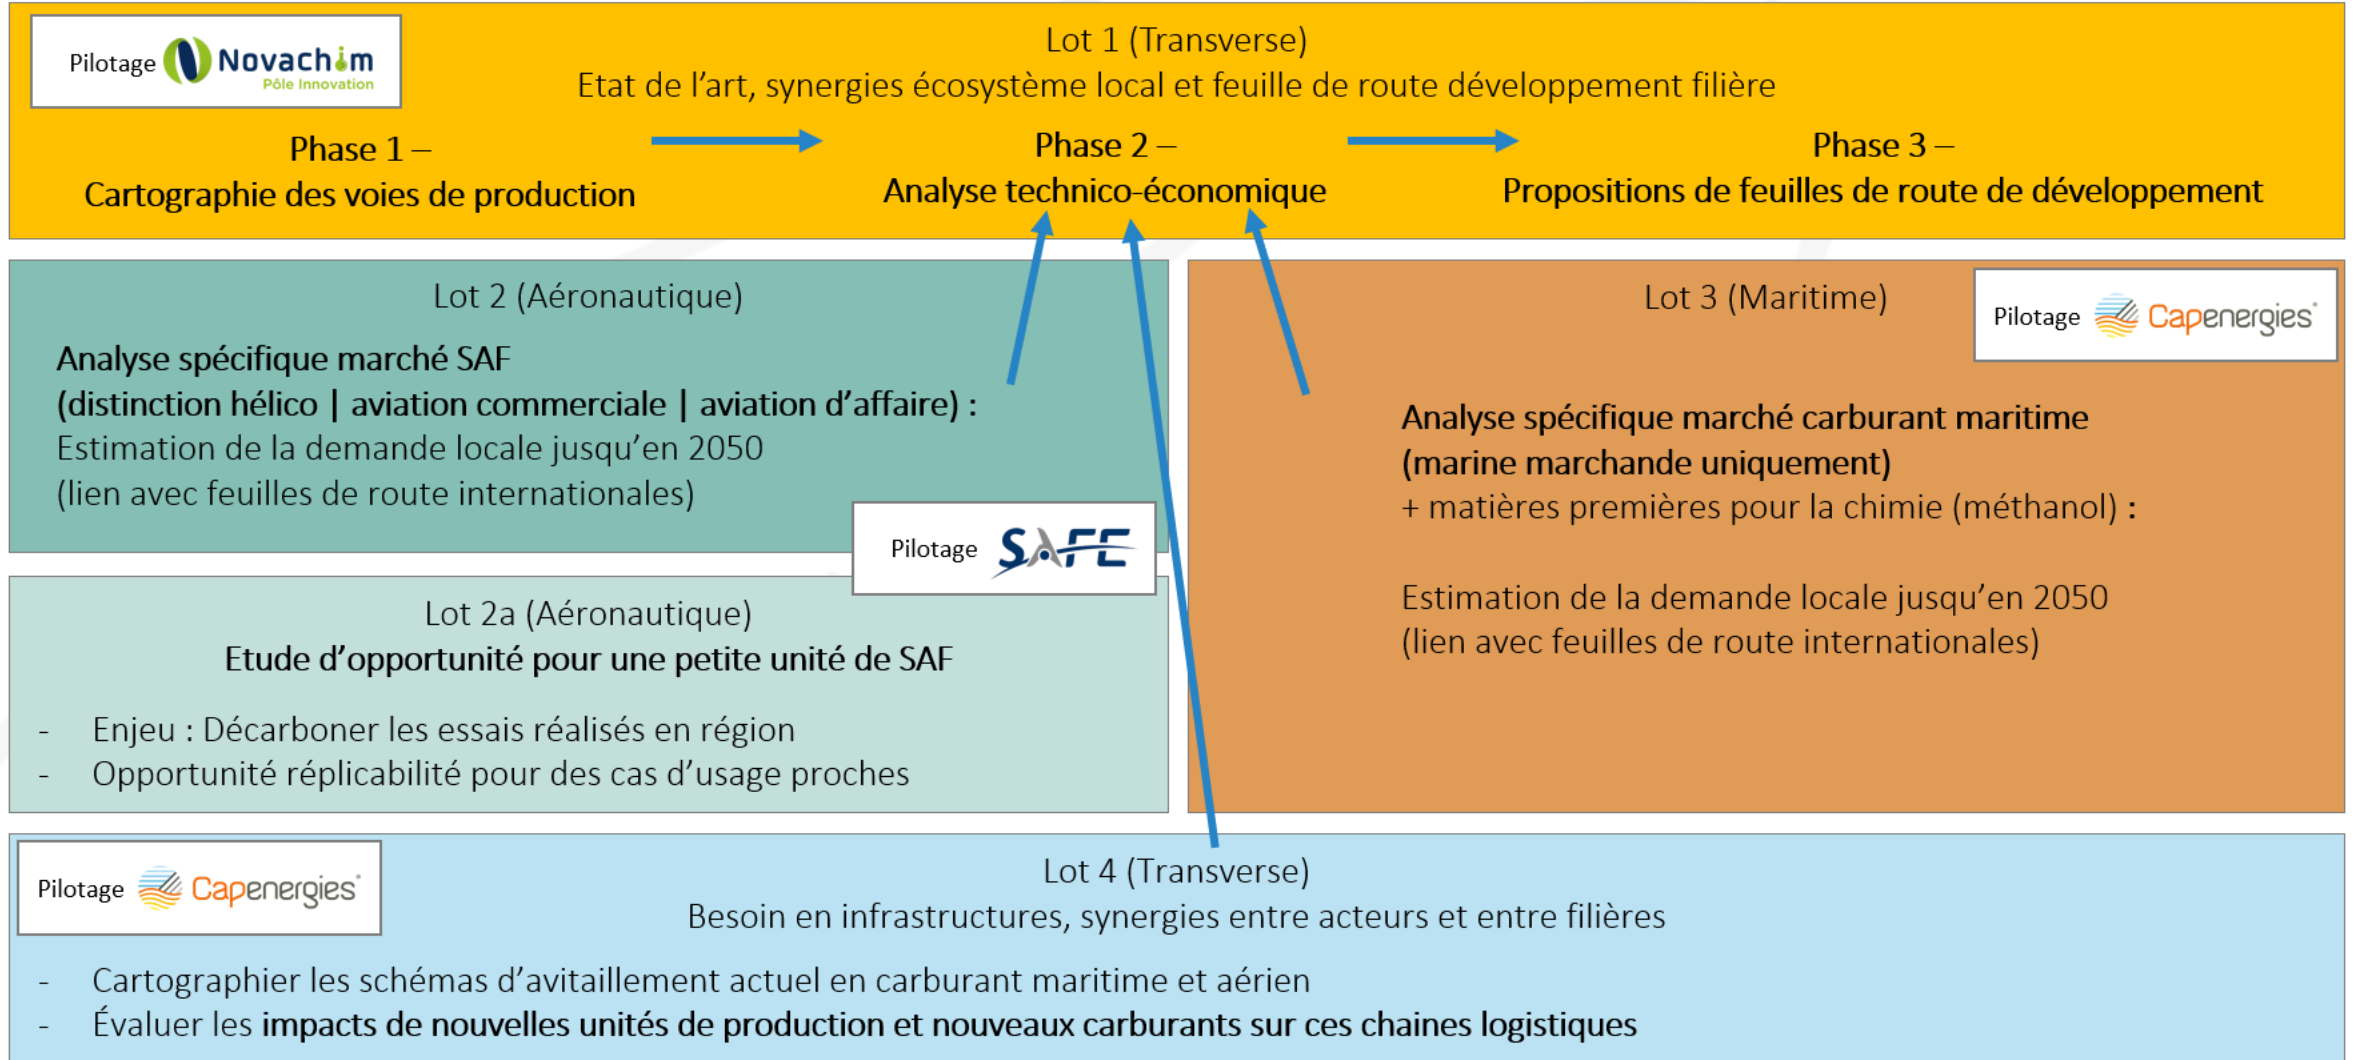 Pilotage Novachim
Pôle Innovation
Lot 1 (Transverse)
Etat de l’art, synergies écosystème local et feuille de route développement filière
Phase 1 –
Cartographie des voies de production
Phase 2 –
Analyse technico-économique
Phase 3 –
Propositions de feuilles de route de développement
Lot 2 (Aéronautique)
Analyse spécifique marché SAF
(distinction hélico | aviation commerciale | aviation d’affaire) :
Estimation de la demande locale jusqu’en 2050
(lien avec feuilles de route internationales)
Pilotage SAFE
Lot 2a (Aéronautique)
Etude d’opportunité pour une petite unité de SAF
- Enjeu : Décarboner les essais réalisés en région
- Opportunité réplicabilité pour des cas d’usage proches
Lot 3 (Maritime)
Pilotage Capenergies
Analyse spécifique marché carburant maritime
(marine marchande uniquement)
+ matières premières pour la chimie (méthanol) :
Estimation de la demande locale jusqu’en 2050
(lien avec feuilles de route internationales)
Pilotage Capenergies
Lot 4 (Transverse)
Besoin en infrastructures, synergies entre acteurs et entre filières
- Cartographier les schémas d’avitaillement actuel en carburant maritime et aérien
- Évaluer les impacts de nouvelles unités de production et nouveaux carburants sur ces chaines logistiques